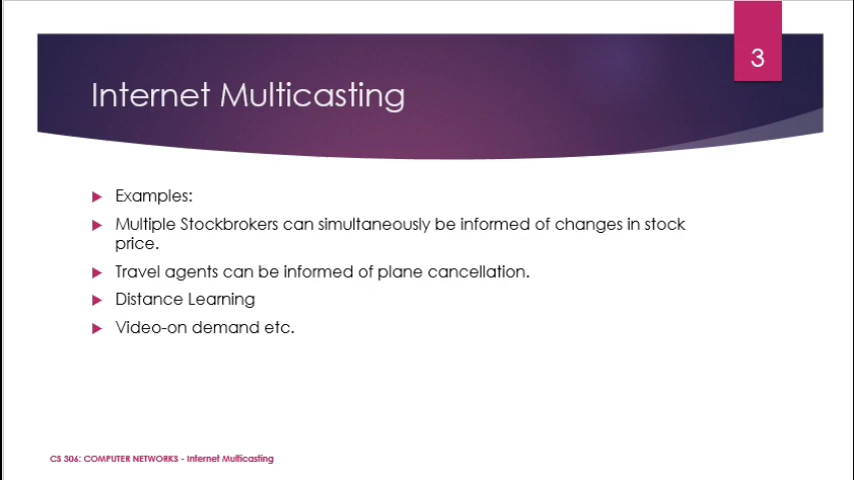 3
Internet Multicasting
Examples:
Multiple Stockbrokers can simultaneously be informed of changes in stock
price.
Travel agents can be informed of plane cancellation.
Distance Learning
Video-on demand etc.
CS 306: COMPUTER NETWORKS - Internet Multicasting